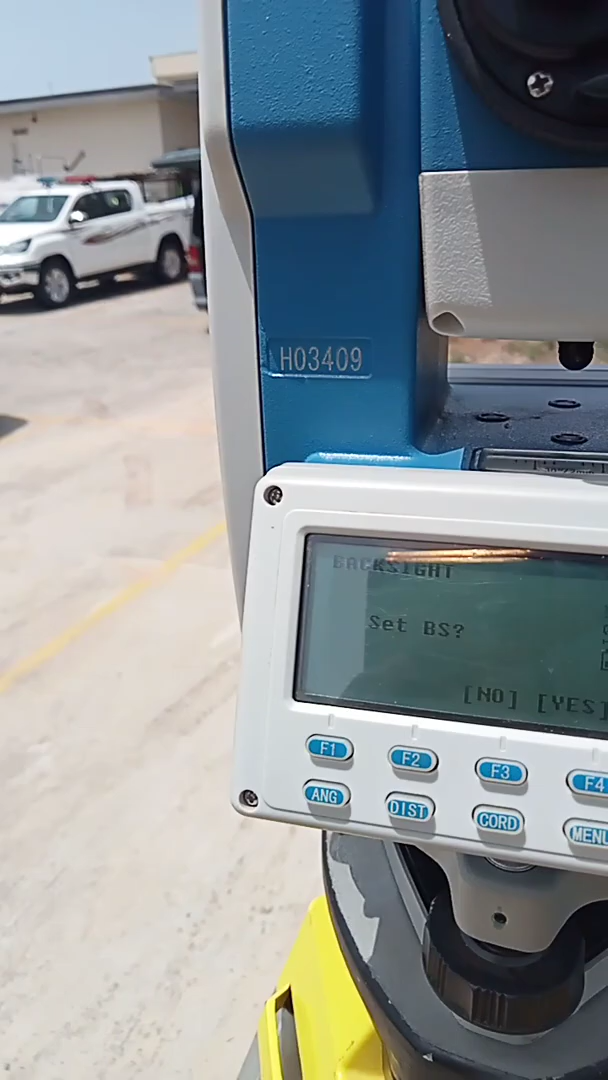 H03409
BACKSIGHT
Set BS?
[NO] [YES]
F1 F2 F3 F4
ANG DIST CORD MENU